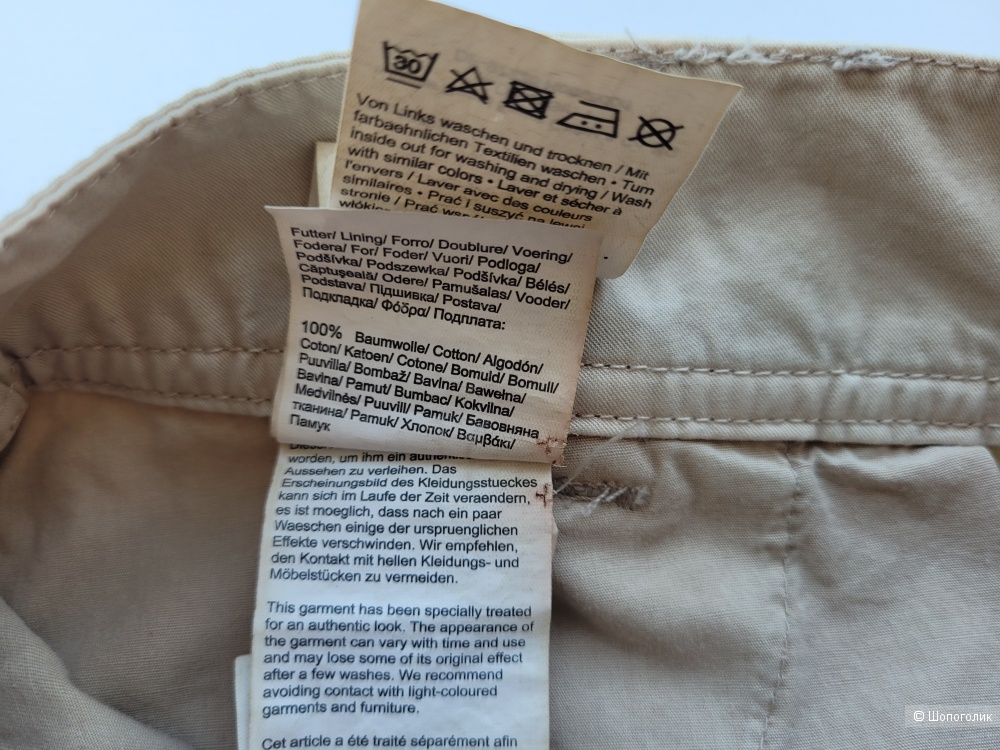 30
Von Links waschen und trocknen / Mit
farbaehnlichen Textilien waschen • Turn
inside out for washing and drying / Wash
with similar colors • Laver et sécher à
l'envers / Laver avec des couleurs
similaires • Prać i suszyć na lewej
stronie / Prać
Futter/ Lining/ Forro/ Doublure/ Voering/
Fodera/ For/ Foder/ Vuori/ Podloga/
Podšívka/ Podszewka/ Podšívka/ Bélés/
Căptuşeală/ Odere/ Pamušalas/ Vooder/
Podstava/ Підшивка/ Postava/
Подкладка/ Φόδρα/ Подплата:
100% Baumwolle/ Cotton/ Algodón/
Coton/ Katoen/ Cotone/ Bomuld/ Bomull/
Puuvilla/ Bombaž/ Bavlna/ Bawełna/
Bavlna/ Pamut/ Bumbac/ Kokvilna/
Medvilnės/ Puuvill/ Pamuk/ Бавовняна
тканина/ Pamuk/ Хлопок/ Βαμβάκι/
Памук
worden, um ihm ein
Aussehen zu verleihen. Das
Erscheinungsbild des Kleidungsstueckes
kann sich im Laufe der Zeit veraendern,
es ist moeglich, dass nach ein paar
Waeschen einige der urspruenglichen
Effekte verschwinden. Wir empfehlen,
den Kontakt mit hellen Kleidungs- und
Möbelstücken zu vermeiden.
This garment has been specially treated
for an authentic look. The appearance of
the garment can vary with time and use
and may lose some of its original effect
after a few washes. We recommend
avoiding contact with light-coloured
garments and furniture.
Cet article a été traité séparément afin
© Шопоголик